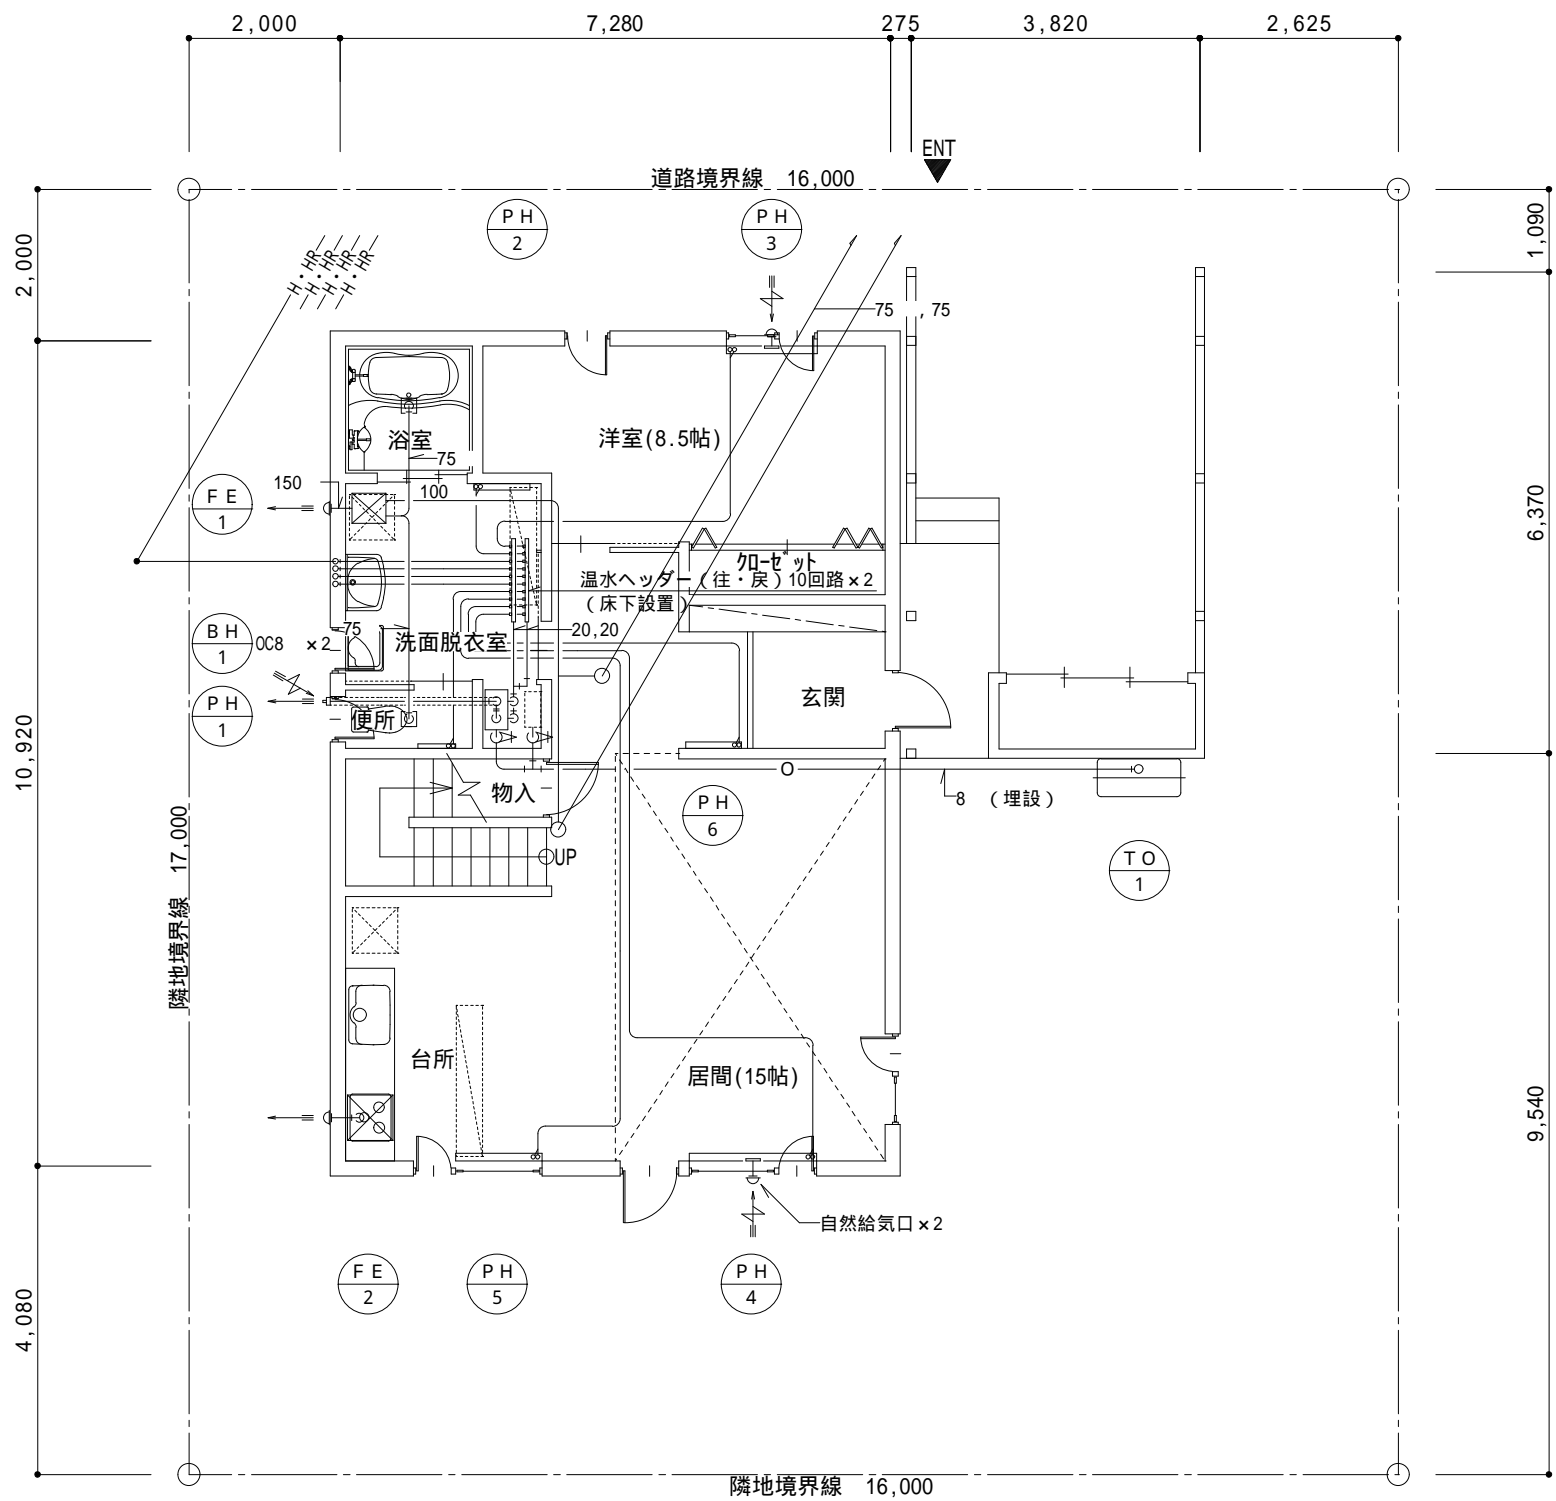 2,000
7,280
275
3,820
2,625
ENT
道路境界線 16,000
1,090
2,000
PH
2
PH
3
H・HR
H・HR
H・HR
H・HR
75 ,75
浴室
洋室(8.5帖)
75
FE
1
150
100
6,370
クローゼット
温水ヘッダー（往・戻）10回路×2
（床下設置）
BH
1
OC8 ×2
75
洗面脱衣室
20,20
玄関
PH
1
便所
10,920
物入
8 （埋設）
PH
6
UP
TO
1
隣地境界線 17,000
台所
居間(15帖)
9,540
自然給気口×2
FE
2
PH
5
PH
4
4,080
隣地境界線 16,000